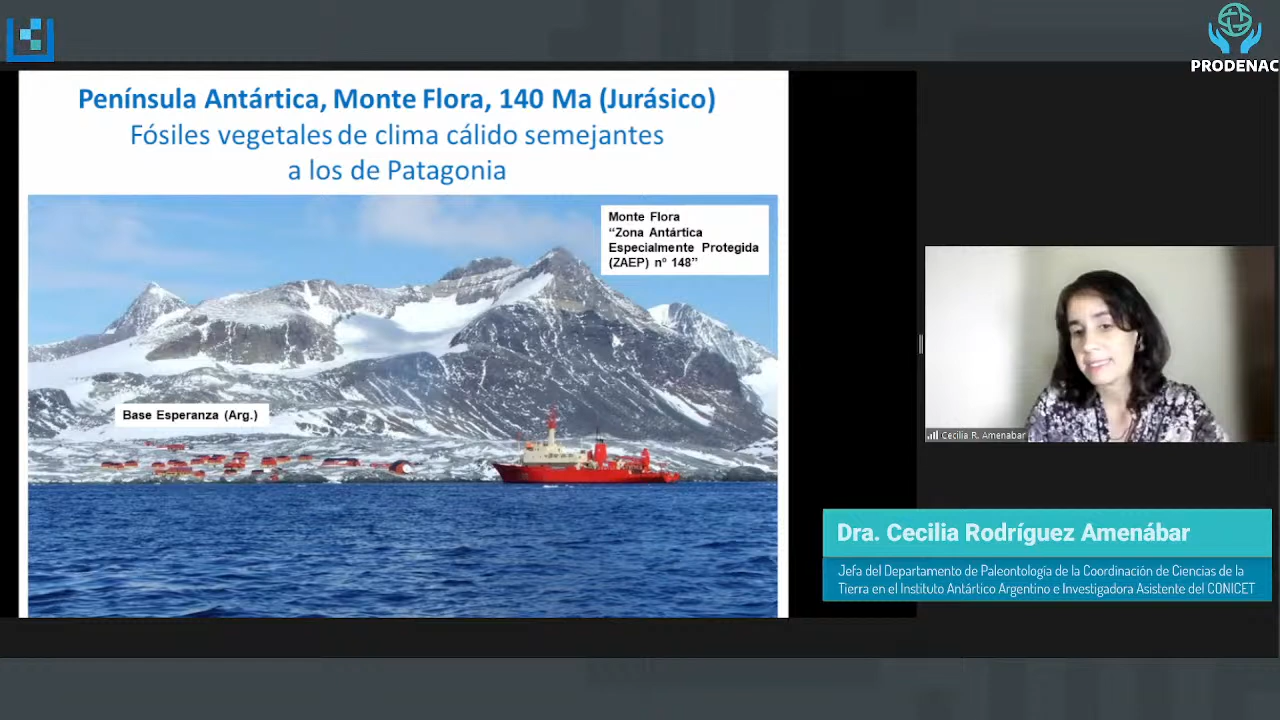 PRODENAC
Península Antártica, Monte Flora, 140 Ma (Jurásico)
Fósiles vegetales de clima cálido semejantes
a los de Patagonia
Monte Flora
“Zona Antártica
Especialmente Protegida
(ZAEP) nº 148”
Base Esperanza (Arg.)
Cecilia R. Amenabar
Dra. Cecilia Rodríguez Amenábar
Jefa del Departamento de Paleontología de la Coordinación de Ciencias de la
Tierra en el Instituto Antártico Argentino e Investigadora Asistente del CONICET